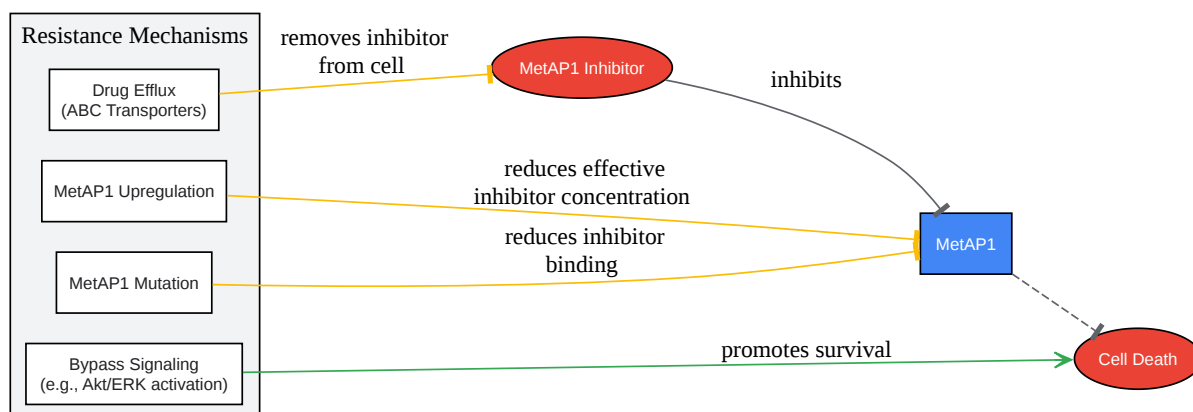 Resistance Mechanisms
Drug Efflux
(ABC Transporters)
MetAP1 Upregulation
MetAP1 Mutation
Bypass Signaling
(e.g., Akt/ERK activation)
removes inhibitor
from cell
MetAP1 Inhibitor
inhibits
reduces effective
inhibitor concentration
reduces inhibitor
binding
MetAP1
promotes survival
Cell Death